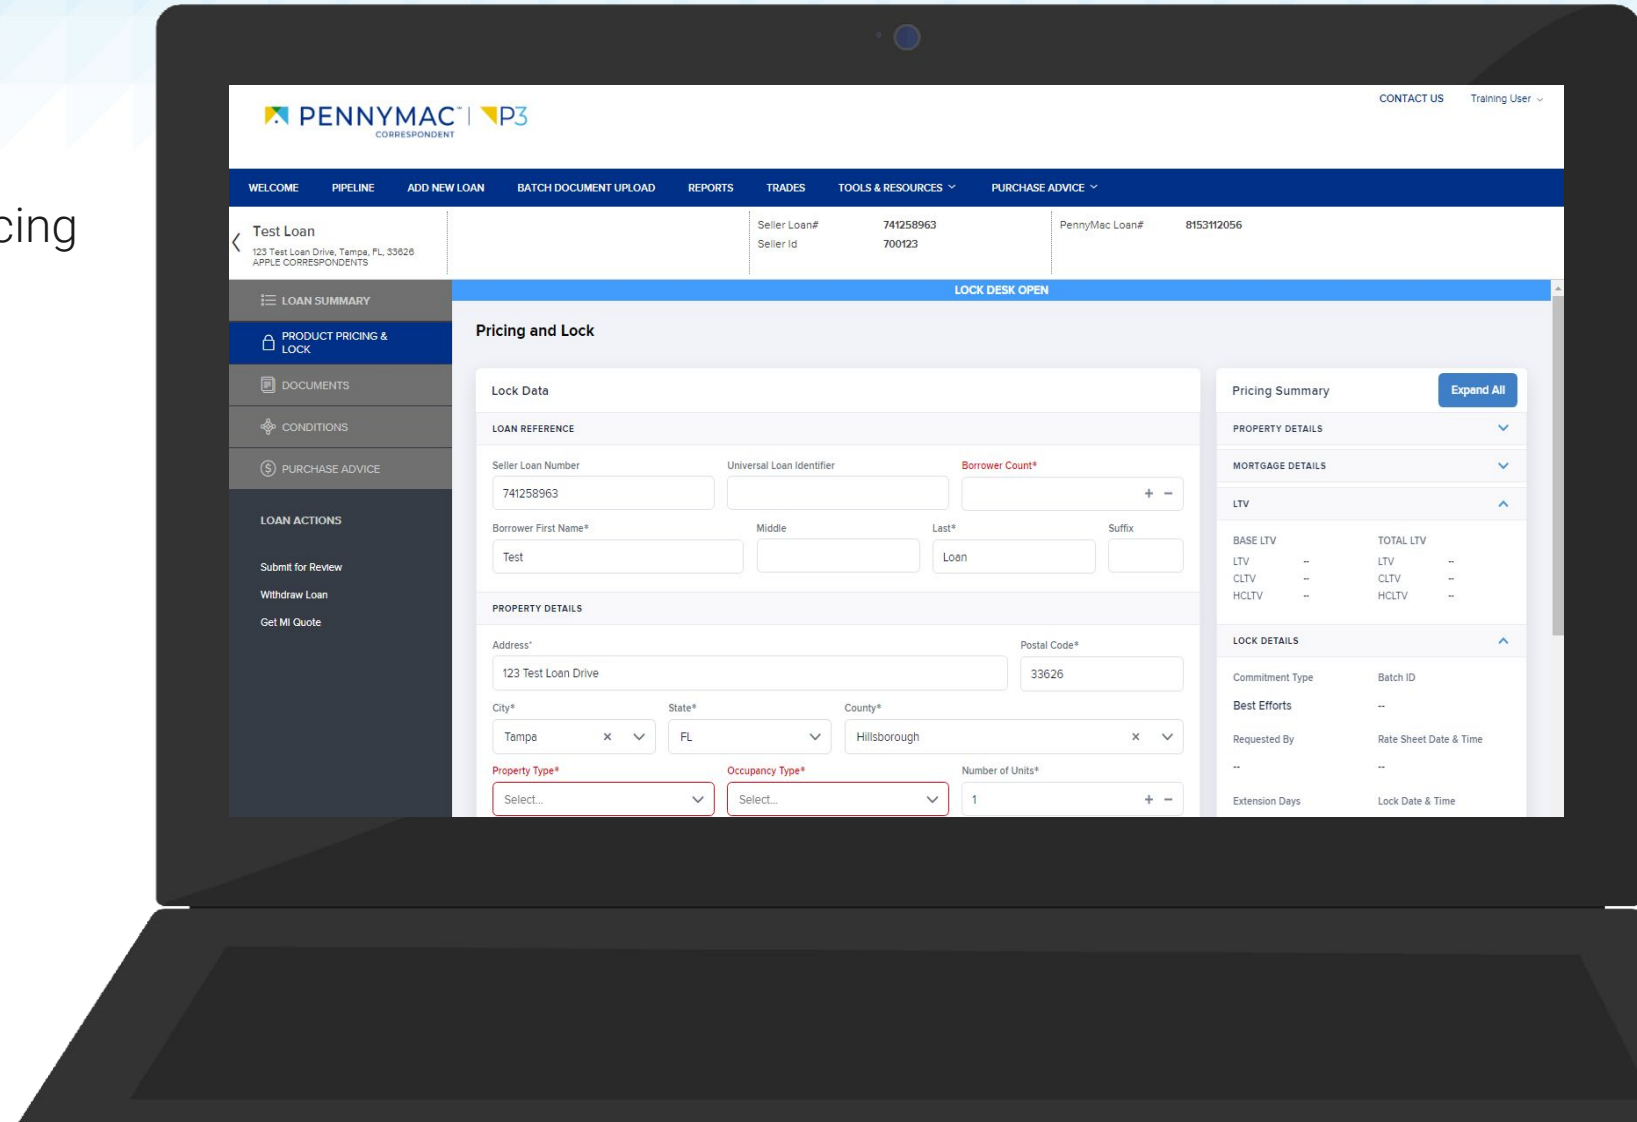 cing
PENNYMAC™ | P3
CORRESPONDENT
CONTACT US Training User
WELCOME PIPELINE ADD NEW LOAN BATCH DOCUMENT UPLOAD REPORTS TRADES TOOLS & RESOURCES PURCHASE ADVICE
Test Loan
123 Test Loan Drive, Tampa, FL, 33626
APPLE CORRESPONDENTS
Seller Loan# 741258963
Seller Id 700123
PennyMac Loan# 8153112056
LOAN SUMMARY
PRODUCT PRICING &
LOCK
DOCUMENTS
CONDITIONS
PURCHASE ADVICE
LOAN ACTIONS
Submit for Review
Withdraw Loan
Get MI Quote
LOCK DESK OPEN
Pricing and Lock
Lock Data
LOAN REFERENCE
Seller Loan Number Universal Loan Identifier Borrower Count*
741258963 + −
Borrower First Name* Middle Last* Suffix
Test Loan
PROPERTY DETAILS
Address* Postal Code*
123 Test Loan Drive 33626
City* State* County*
Tampa × FL Hillsborough ×
Property Type* Occupancy Type* Number of Units*
Select... Select... 1 + −
Pricing Summary Expand All
PROPERTY DETAILS
MORTGAGE DETAILS
LTV
BASE LTV TOTAL LTV
LTV -- LTV --
CLTV -- CLTV --
HCLTV -- HCLTV --
LOCK DETAILS
Commitment Type Batch ID
Best Efforts --
Requested By Rate Sheet Date & Time
-- --
Extension Days Lock Date & Time